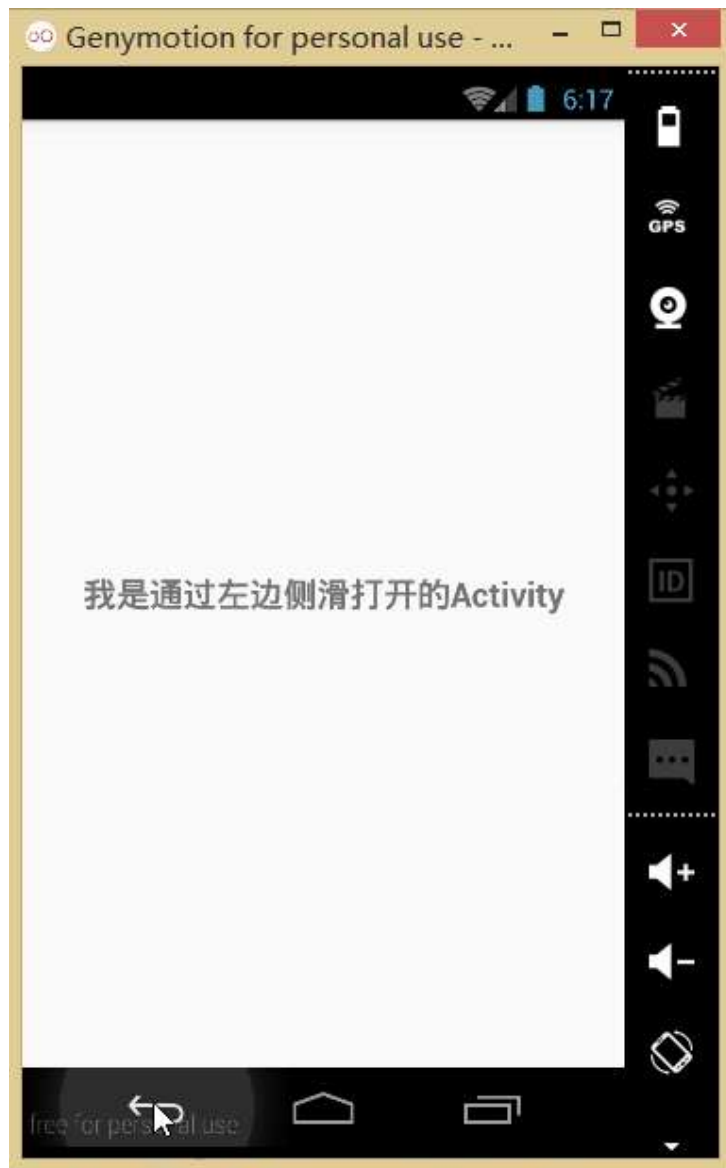 Genymotion for personal use - ...
6:17
GPS
我是通过左边侧滑打开的Activity
ID
free for personal use